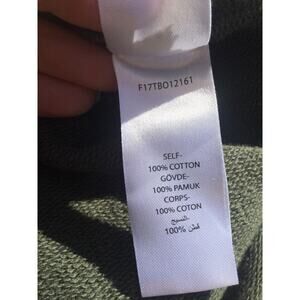 F17TBO12161
SELF-
100% COTTON
GÖVDE-
100% PAMUK
CORPS-
100% COTON
النسيج
100% قطن